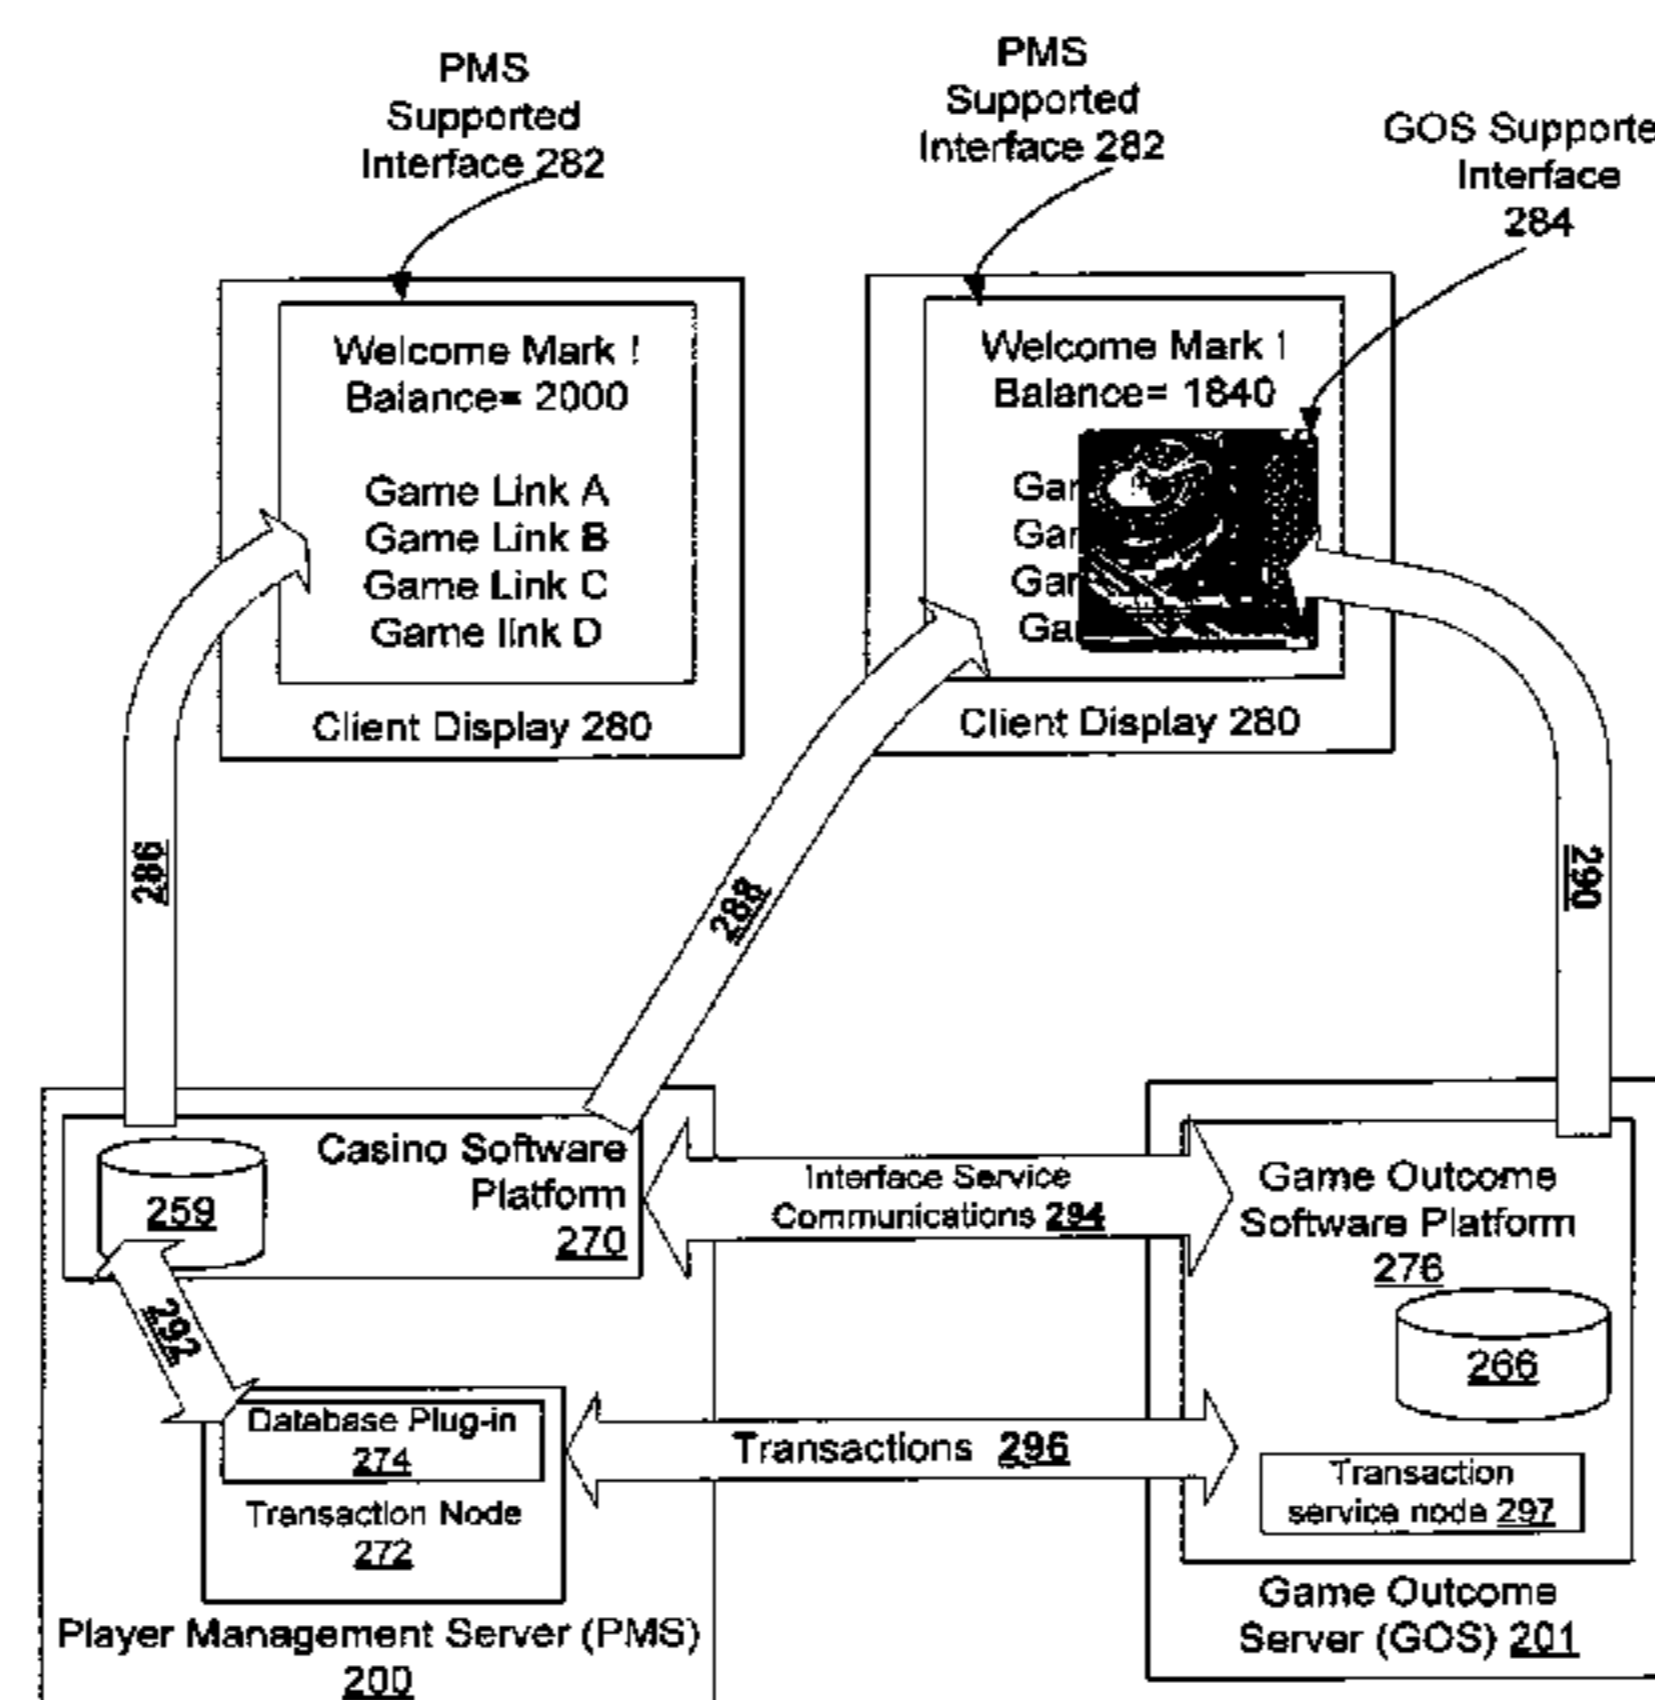 PMS
Supported
Interface 282
PMS
Supported
Interface 282
GOS Supporte
Interface
284
Welcome Mark !
Balance= 2000
Game Link A
Game Link B
Game Link C
Game link D
Client Display 280
Welcome Mark !
Balance= 1840
Gar
Gar
Gar
Ga
Client Display 280
286
288
290
259
Casino Software
Platform
270
Interface Service
Communications 294
Game Outcome
Software Platform
276
266
292
Database Plug-in
274
Transaction Node
272
Transactions 296
Transaction
service node 297
Player Management Server (PMS)
200
Game Outcome
Server (GOS) 201